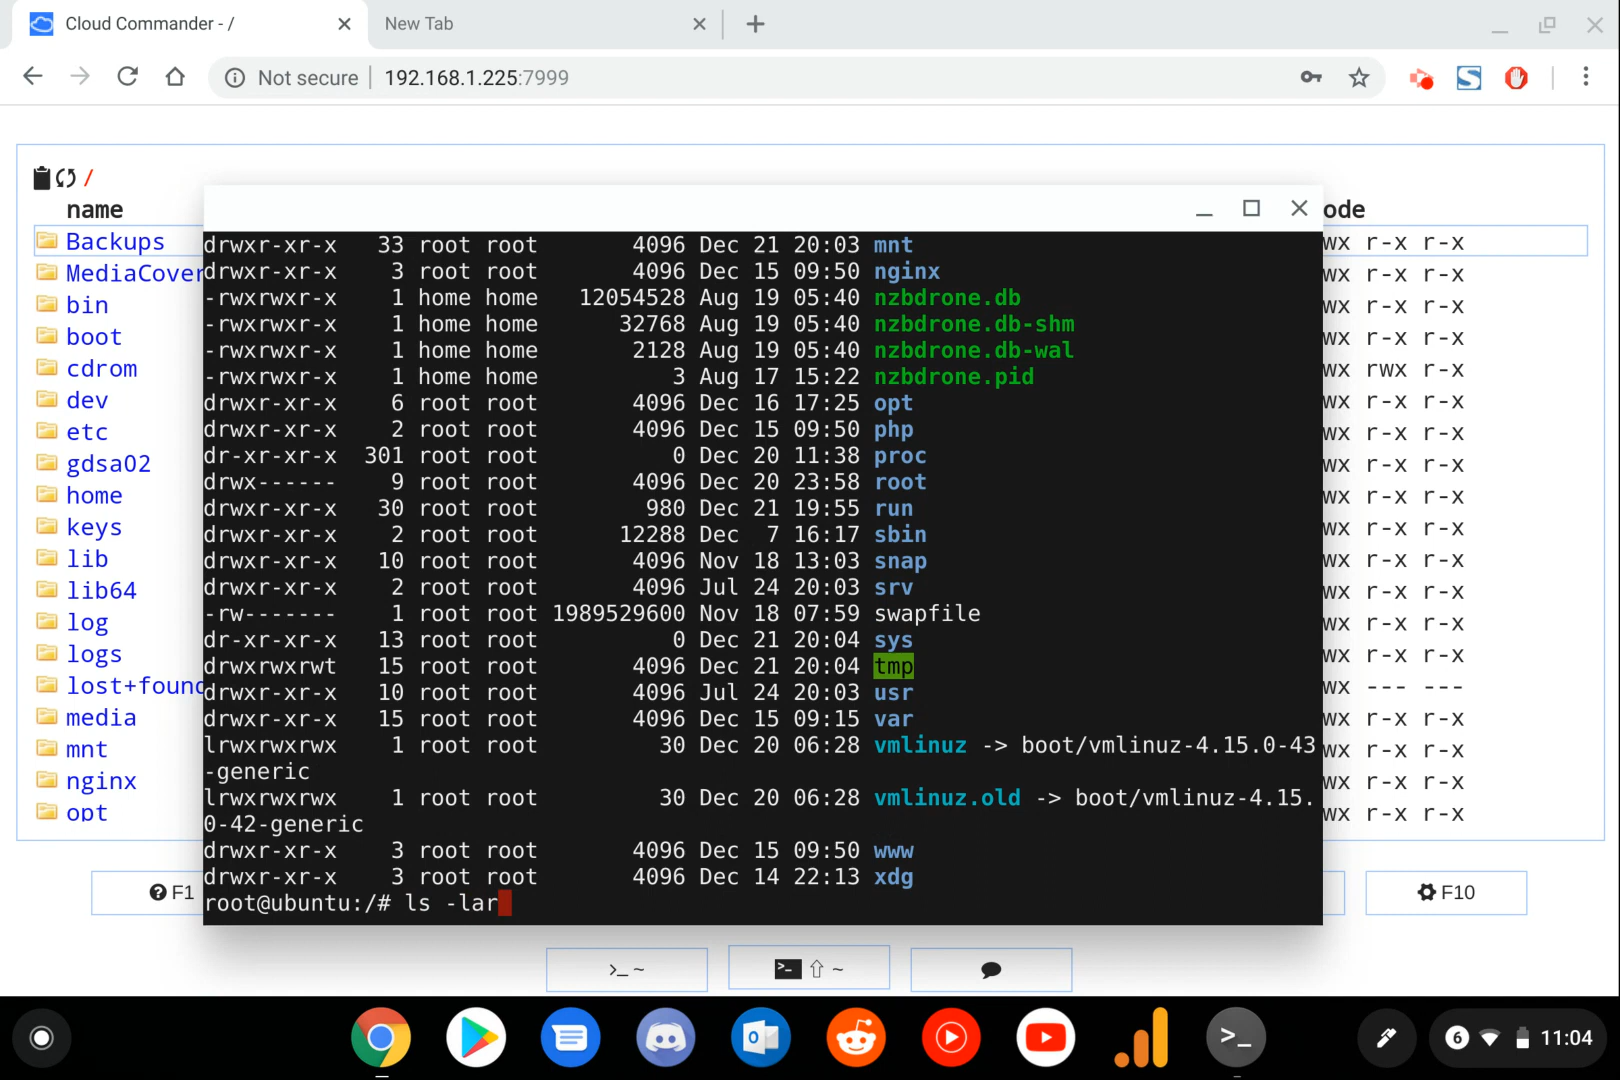 Cloud Commander - /
New Tab
Not secure
192.168.1.225:7999
/
name
ode
Backups
wx r-x r-x
MediaCover
wx r-x r-x
bin
wx r-x r-x
boot
wx r-x r-x
cdrom
wx rwx r-x
dev
wx r-x r-x
etc
wx r-x r-x
gdsa02
wx r-x r-x
home
wx r-x r-x
keys
wx r-x r-x
lib
wx r-x r-x
lib64
wx r-x r-x
log
wx r-x r-x
logs
wx r-x r-x
lost+found
wx --- ---
media
wx r-x r-x
mnt
wx r-x r-x
nginx
wx r-x r-x
opt
wx r-x r-x
drwxr-xr-x 33 root root 4096 Dec 21 20:03 mnt
drwxr-xr-x 3 root root 4096 Dec 15 09:50 nginx
-rwxrwxr-x 1 home home 12054528 Aug 19 05:40 nzbdrone.db
-rwxrwxr-x 1 home home 32768 Aug 19 05:40 nzbdrone.db-shm
-rwxrwxr-x 1 home home 2128 Aug 19 05:40 nzbdrone.db-wal
-rwxrwxr-x 1 home home 3 Aug 17 15:22 nzbdrone.pid
drwxr-xr-x 6 root root 4096 Dec 16 17:25 opt
drwxr-xr-x 2 root root 4096 Dec 15 09:50 php
dr-xr-xr-x 301 root root 0 Dec 20 11:38 proc
drwx------ 9 root root 4096 Dec 20 23:58 root
drwxr-xr-x 30 root root 980 Dec 21 19:55 run
drwxr-xr-x 2 root root 12288 Dec 7 16:17 sbin
drwxr-xr-x 10 root root 4096 Nov 18 13:03 snap
drwxr-xr-x 2 root root 4096 Jul 24 20:03 srv
-rw------- 1 root root 1989529600 Nov 18 07:59 swapfile
dr-xr-xr-x 13 root root 0 Dec 21 20:04 sys
drwxrwxrwt 15 root root 4096 Dec 21 20:04 tmp
drwxr-xr-x 10 root root 4096 Jul 24 20:03 usr
drwxr-xr-x 15 root root 4096 Dec 15 09:15 var
lrwxrwxrwx 1 root root 30 Dec 20 06:28 vmlinuz -> boot/vmlinuz-4.15.0-43
-generic
lrwxrwxrwx 1 root root 30 Dec 20 06:28 vmlinuz.old -> boot/vmlinuz-4.15.
0-42-generic
drwxr-xr-x 3 root root 4096 Dec 15 09:50 www
drwxr-xr-x 3 root root 4096 Dec 14 22:13 xdg
root@ubuntu:/# ls -lar
F1
F10
>_ ~
>_ ⇧ ~
6
11:04